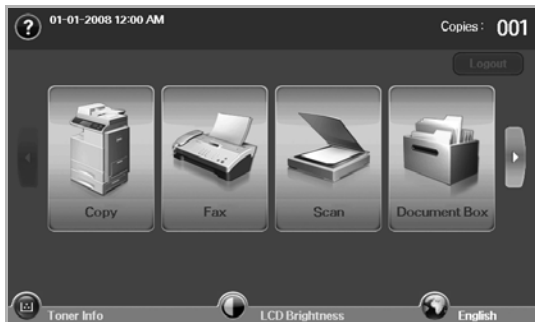 ? 01-01-2008 12:00 AM
Copies : 001
Logout
Copy Fax Scan Document Box
Toner Info LCD Brightness English